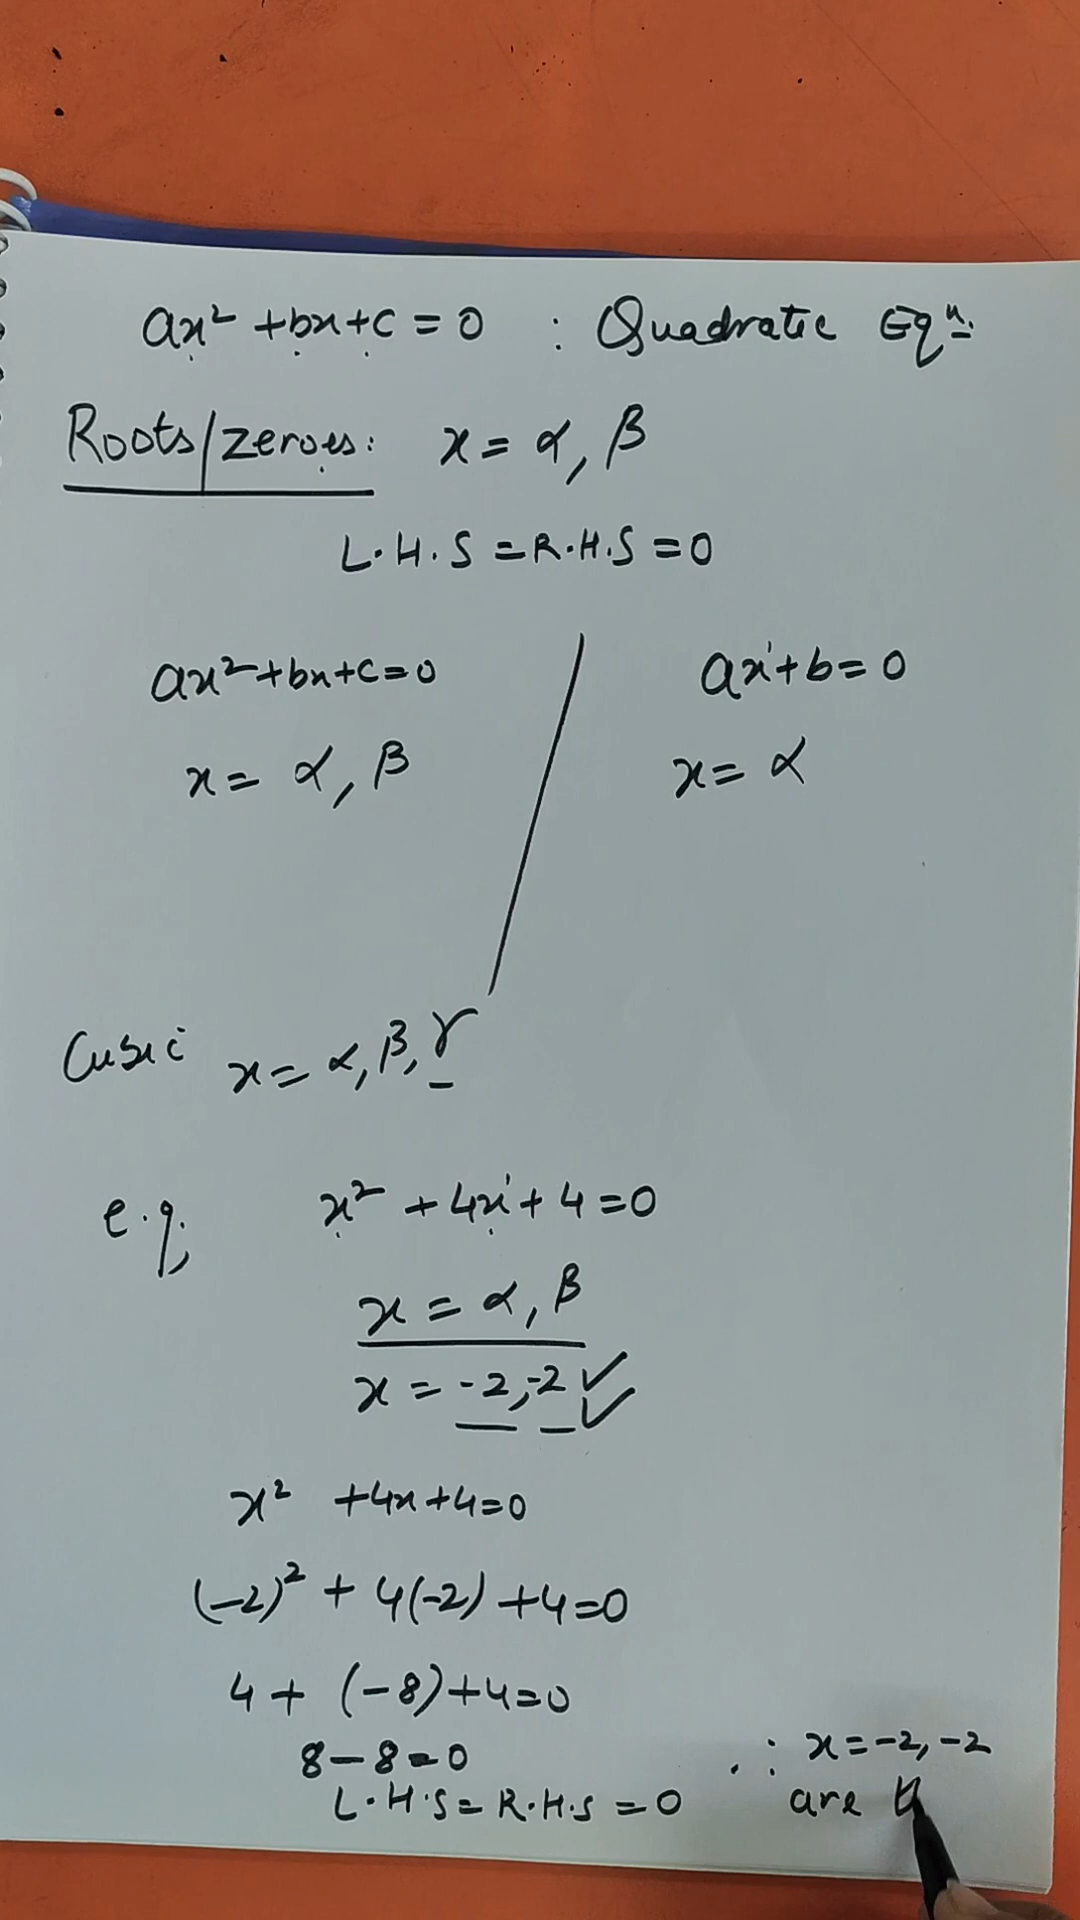 ax² + bx + c = 0 : Quadratic Eqⁿ.
Roots/zeroes: x = α, β
L.H.S = R.H.S = 0
ax² + bx + c = 0
x = α, β
ax¹ + b = 0
x = α
Cubic x = α, β, γ
e.g. x² + 4x¹ + 4 = 0
x = α, β
x = -2, -2 ✓✓
x² + 4x + 4 = 0
(-2)² + 4(-2) + 4 = 0
4 + (-8) + 4 = 0
8 - 8 = 0
L.H.S = R.H.S = 0
∴ x = -2, -2
are